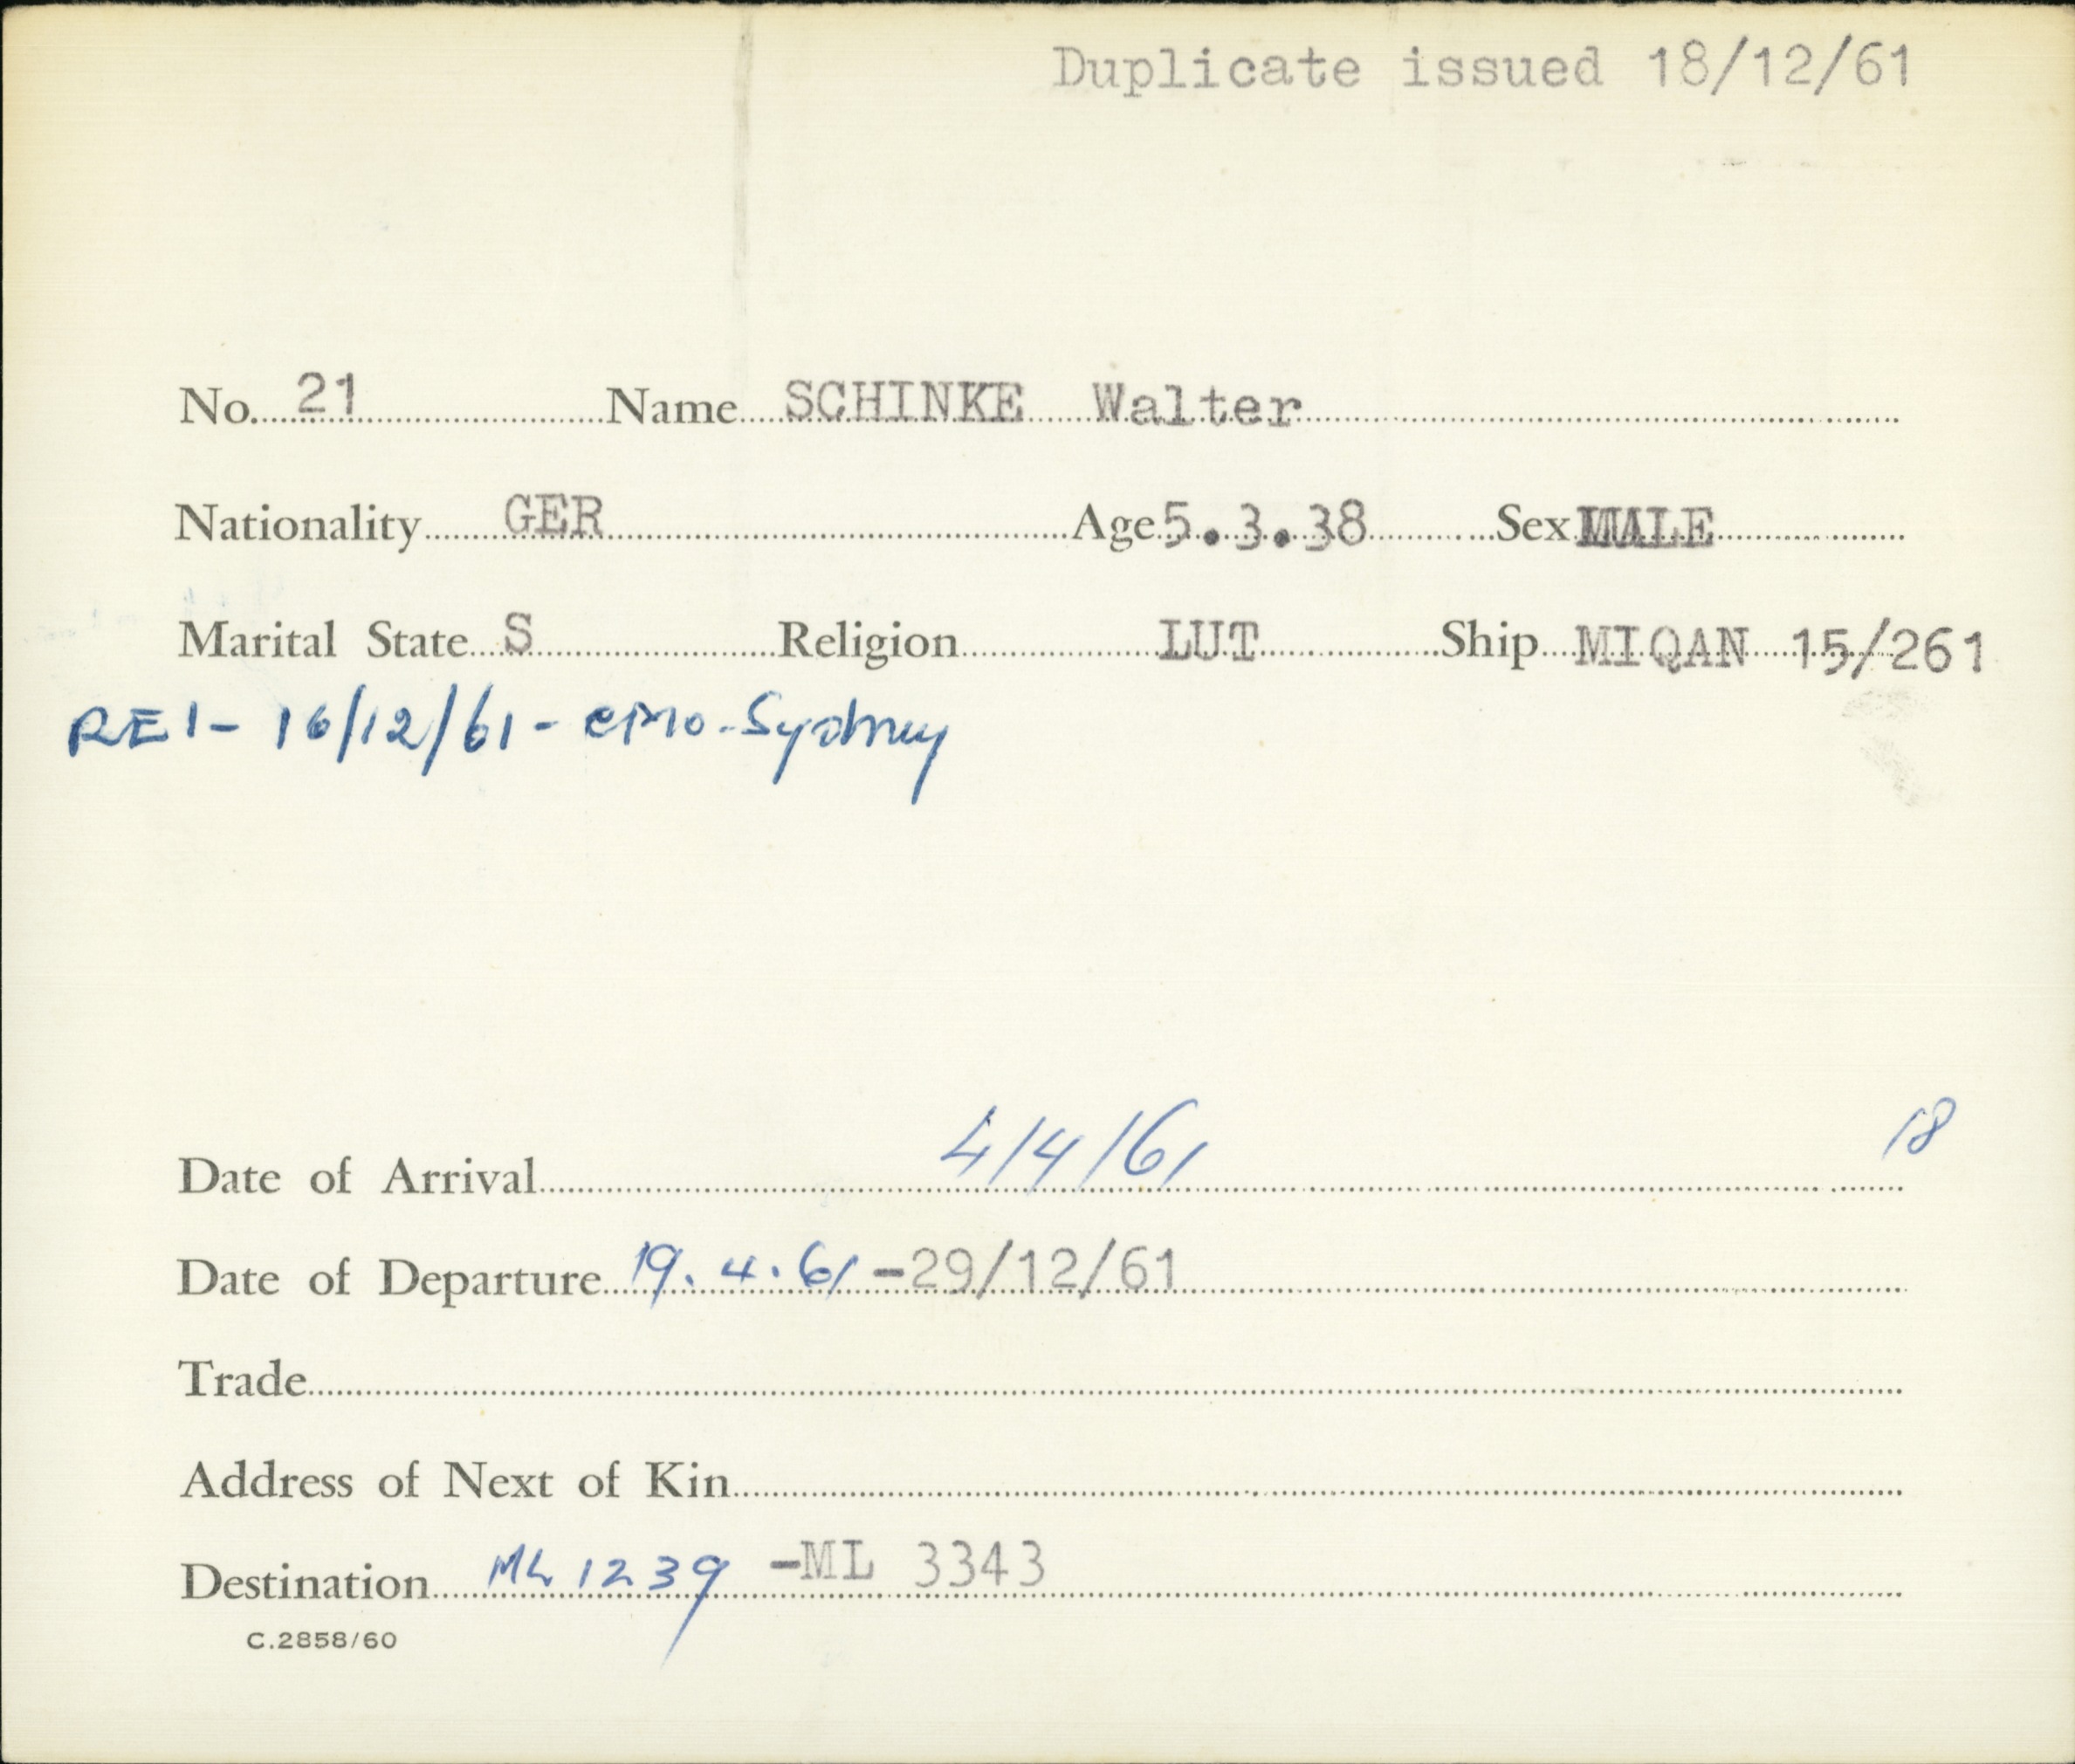 Duplicate issued 18/12/61
No. 21 Name SCHINKE Walter
Nationality GER Age 5.3.38 Sex MALE
Marital State S Religion LUT Ship MIQAN 15/261
RE1- 16/12/61 - Sydney
18
Date of Arrival 4/4/61
Date of Departure 19.4.61 -29/12/61
Trade
Address of Next of Kin
Destination ML 1239 -ML 3343
C.2858/60